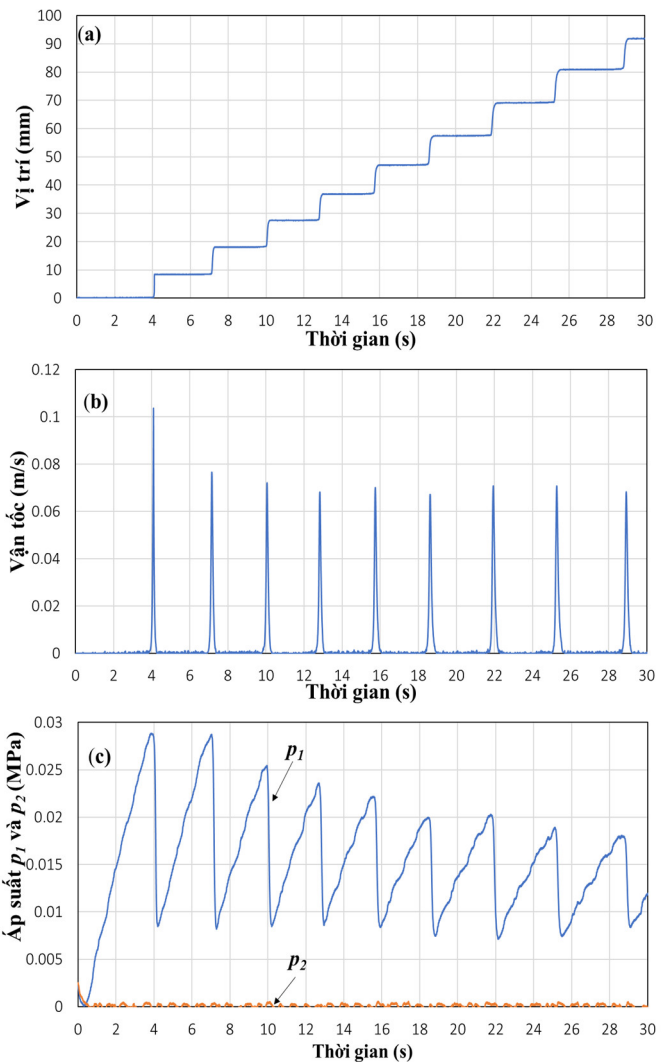 (a)
Vị trí (mm)
100
90
80
70
60
50
40
30
20
10
0
0 2 4 6 8 10 12 14 16 18 20 22 24 26 28 30
Thời gian (s)
(b)
Vận tốc (m/s)
0.12
0.1
0.08
0.06
0.04
0.02
0
0 2 4 6 8 10 12 14 16 18 20 22 24 26 28 30
Thời gian (s)
(c)
Áp suất p1 và p2 (MPa)
0.03
0.025
0.02
0.015
0.01
0.005
0
p1
p2
0 2 4 6 8 10 12 14 16 18 20 22 24 26 28 30
Thời gian (s)